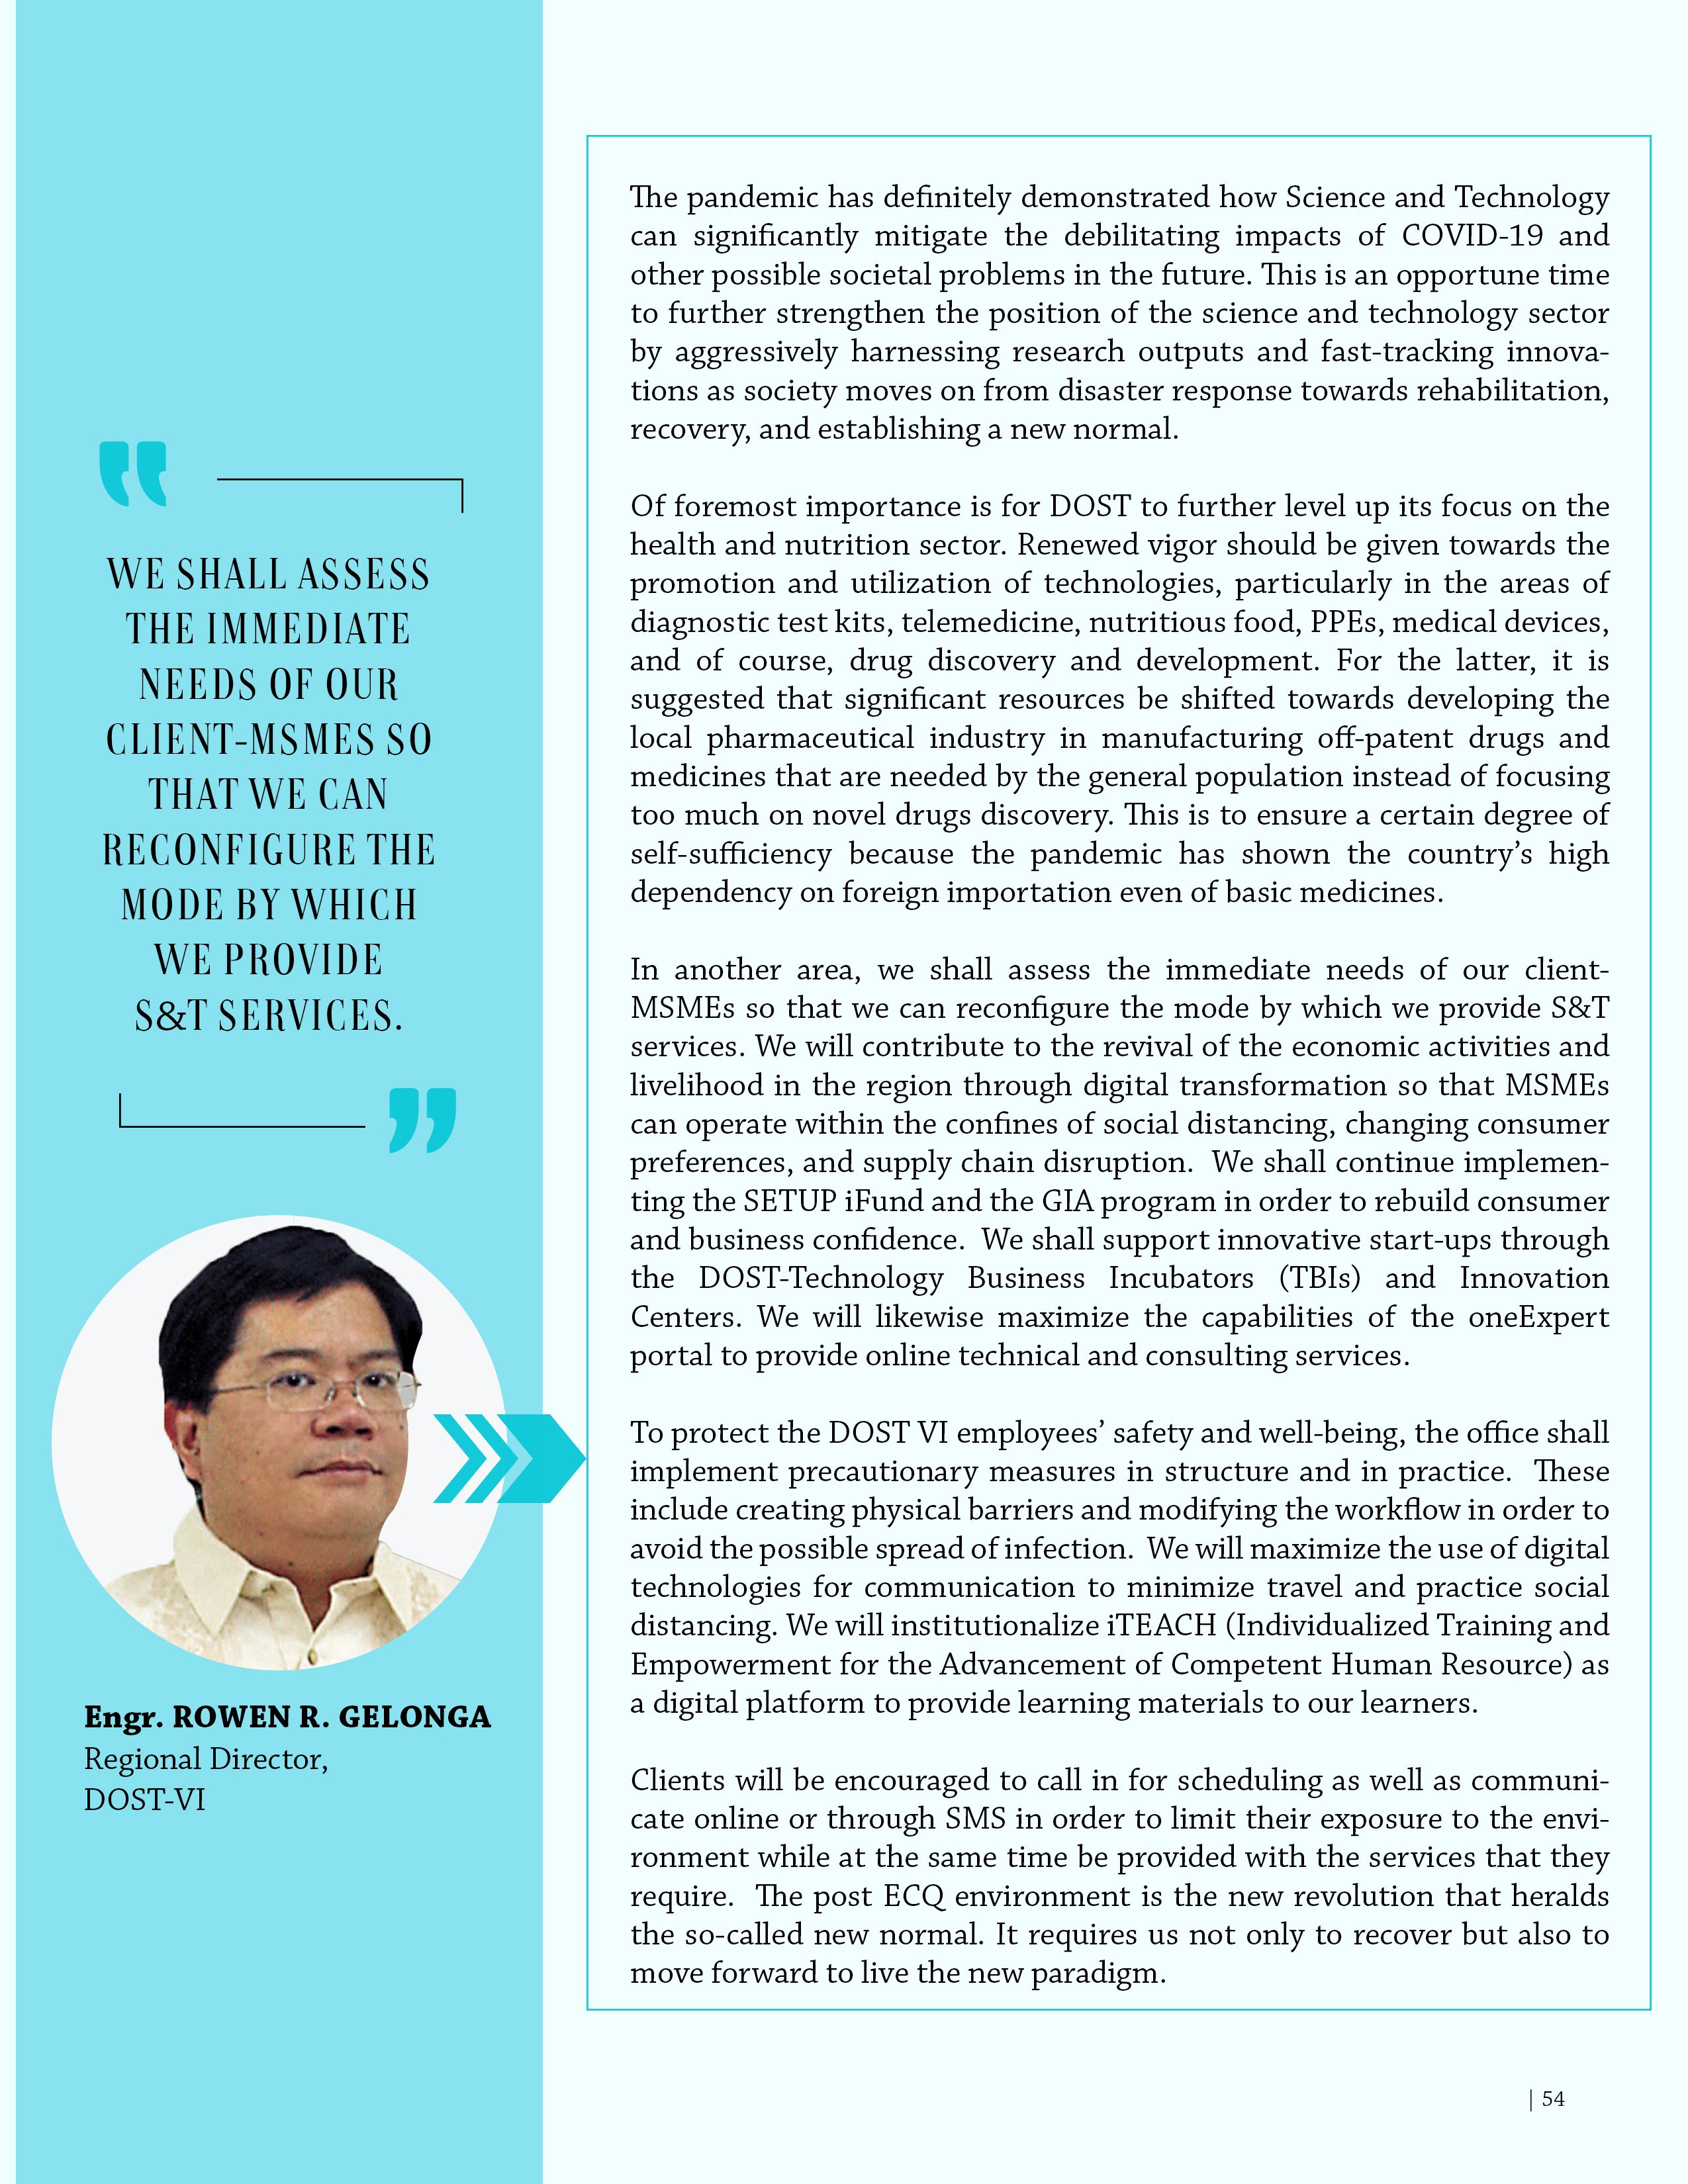 WE SHALL ASSESS
THE IMMEDIATE
NEEDS OF OUR
CLIENT-MSMES SO
THAT WE CAN
RECONFIGURE THE
MODE BY WHICH
WE PROVIDE
S&T SERVICES.
Engr. ROWEN R. GELONGA
Regional Director,
DOST-VI
The pandemic has definitely demonstrated how Science and Technology
can significantly mitigate the debilitating impacts of COVID-19 and
other possible societal problems in the future. This is an opportune time
to further strengthen the position of the science and technology sector
by aggressively harnessing research outputs and fast-tracking innova-
tions as society moves on from disaster response towards rehabilitation,
recovery, and establishing a new normal.
Of foremost importance is for DOST to further level up its focus on the
health and nutrition sector. Renewed vigor should be given towards the
promotion and utilization of technologies, particularly in the areas of
diagnostic test kits, telemedicine, nutritious food, PPEs, medical devices,
and of course, drug discovery and development. For the latter, it is
suggested that significant resources be shifted towards developing the
local pharmaceutical industry in manufacturing off-patent drugs and
medicines that are needed by the general population instead of focusing
too much on novel drugs discovery. This is to ensure a certain degree of
self-sufficiency because the pandemic has shown the country's high
dependency on foreign importation even of basic medicines.
In another area, we shall assess the immediate needs of our client-
MSMEs so that we can reconfigure the mode by which we provide S&T
services. We will contribute to the revival of the economic activities and
livelihood in the region through digital transformation so that MSMEs
can operate within the confines of social distancing, changing consumer
preferences, and supply chain disruption. We shall continue implemen-
ting the SETUP iFund and the GIA program in order to rebuild consumer
and business confidence. We shall support innovative start-ups through
the DOST-Technology Business Incubators (TBIs) and Innovation
Centers. We will likewise maximize the capabilities of the oneExpert
portal to provide online technical and consulting services.
To protect the DOST VI employees' safety and well-being, the office shall
implement precautionary measures in structure and in practice. These
include creating physical barriers and modifying the workflow in order to
avoid the possible spread of infection. We will maximize the use of digital
technologies for communication to minimize travel and practice social
distancing. We will institutionalize iTEACH (Individualized Training and
Empowerment for the Advancement of Competent Human Resource) as
a digital platform to provide learning materials to our learners.
Clients will be encouraged to call in for scheduling as well as communi-
cate online or through SMS in order to limit their exposure to the envi-
ronment while at the same time be provided with the services that they
require. The post ECQ environment is the new revolution that heralds
the so-called new normal. It requires us not only to recover but also to
move forward to live the new paradigm.
| 54